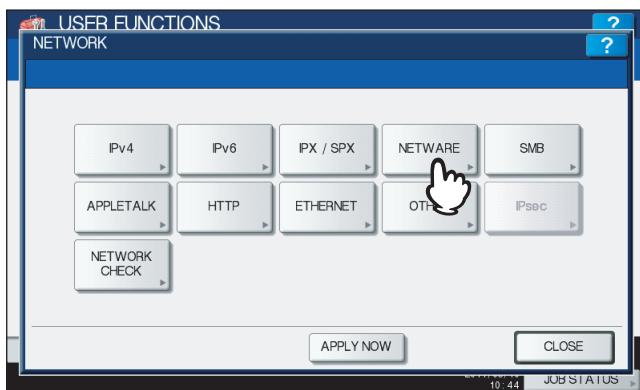 USER FUNCTIONS
?
NETWORK
?
IPv4
IPv6
IPX / SPX
NETWARE
SMB
APPLETALK
HTTP
ETHERNET
IPsec
NETWORK
CHECK
APPLY NOW
CLOSE
10:44
JOB STATUS